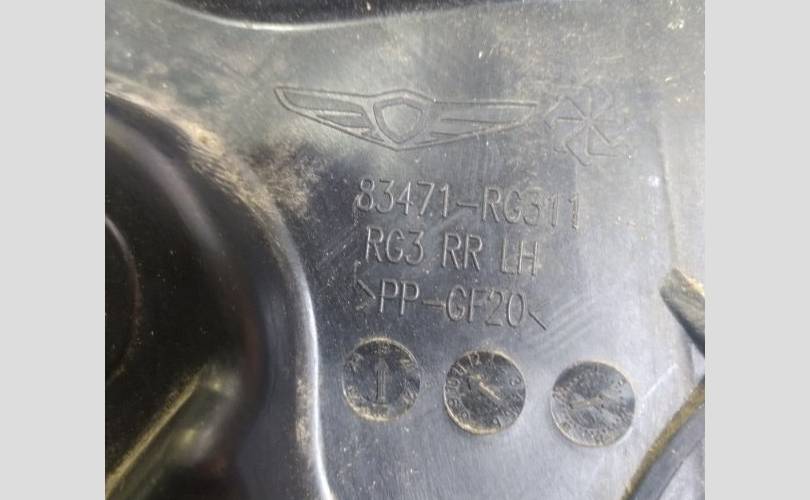 83471-RG311
RG3 RR LH
>PP-GF20<